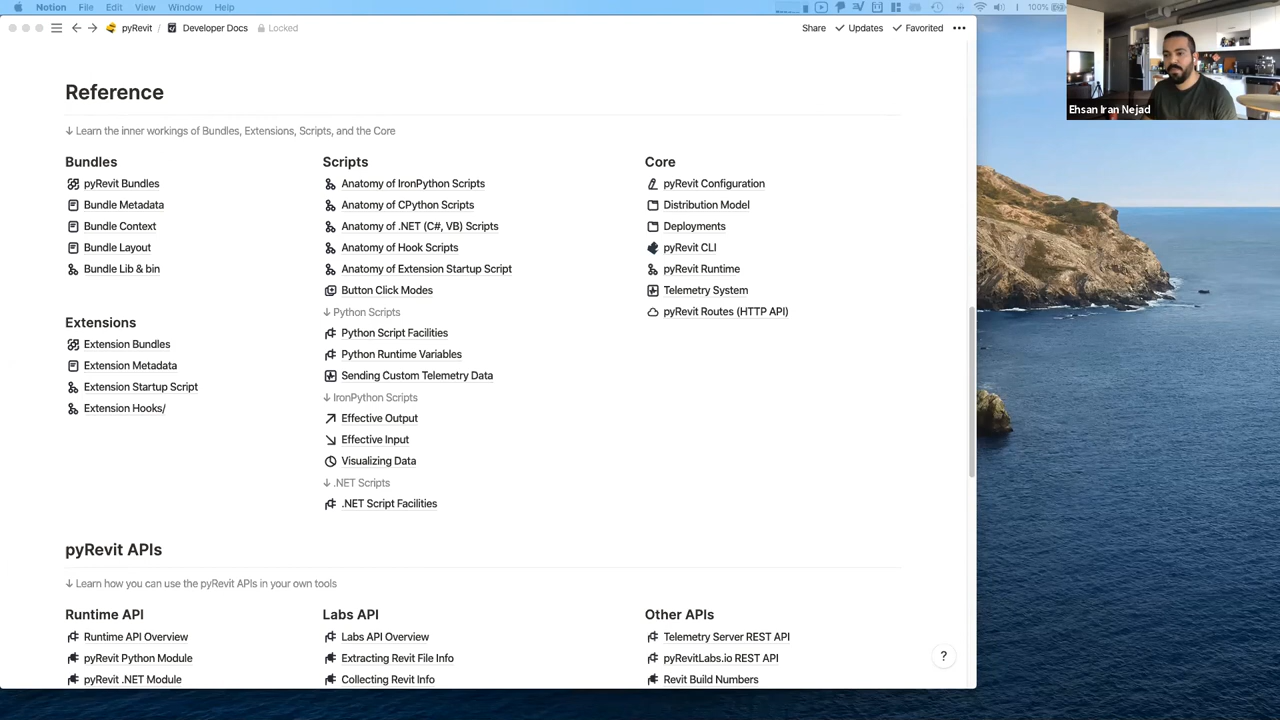 Notion File Edit View Window Help 100%
pyRevit / Developer Docs Locked Share Updates Favorited
Ehsan Iran Nejad
Reference
↓ Learn the inner workings of Bundles, Extensions, Scripts, and the Core
Bundles
pyRevit Bundles
Bundle Metadata
Bundle Context
Bundle Layout
Bundle Lib & bin
Extensions
Extension Bundles
Extension Metadata
Extension Startup Script
Extension Hooks/
Scripts
Anatomy of IronPython Scripts
Anatomy of CPython Scripts
Anatomy of .NET (C#, VB) Scripts
Anatomy of Hook Scripts
Anatomy of Extension Startup Script
Button Click Modes
↓ Python Scripts
Python Script Facilities
Python Runtime Variables
Sending Custom Telemetry Data
↓ IronPython Scripts
Effective Output
Effective Input
Visualizing Data
↓ .NET Scripts
.NET Script Facilities
Core
pyRevit Configuration
Distribution Model
Deployments
pyRevit CLI
pyRevit Runtime
Telemetry System
pyRevit Routes (HTTP API)
pyRevit APIs
↓ Learn how you can use the pyRevit APIs in your own tools
Runtime API
Runtime API Overview
pyRevit Python Module
pyRevit .NET Module
Labs API
Labs API Overview
Extracting Revit File Info
Collecting Revit Info
Other APIs
Telemetry Server REST API
pyRevitLabs.io REST API
Revit Build Numbers
?